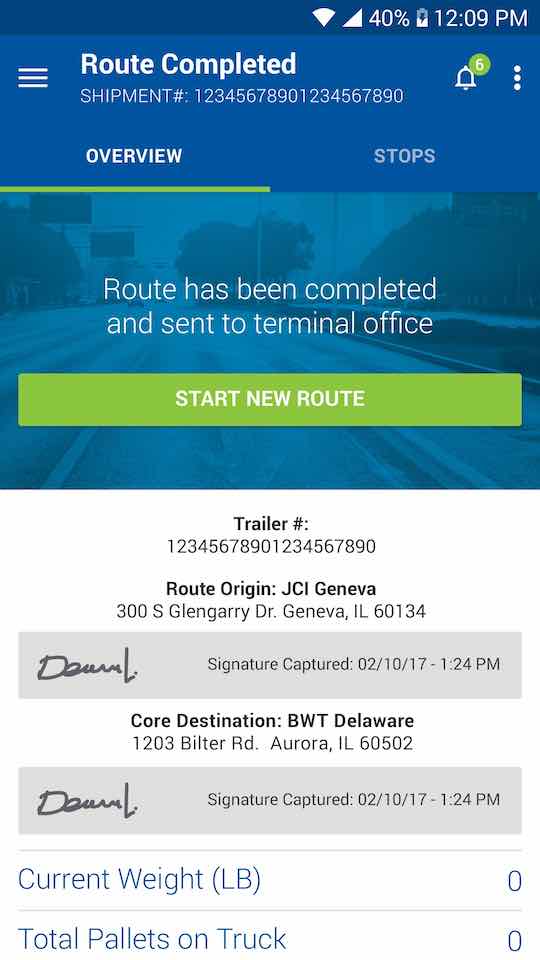 40% 12:09 PM
Route Completed
SHIPMENT#: 12345678901234567890
6
OVERVIEW
STOPS
Route has been completed
and sent to terminal office
START NEW ROUTE
Trailer #:
12345678901234567890
Route Origin: JCI Geneva
300 S Glengarry Dr. Geneva, IL 60134
Signature Captured: 02/10/17 - 1:24 PM
Core Destination: BWT Delaware
1203 Bilter Rd.  Aurora, IL 60502
Signature Captured: 02/10/17 - 1:24 PM
Current Weight (LB) 0
Total Pallets on Truck 0